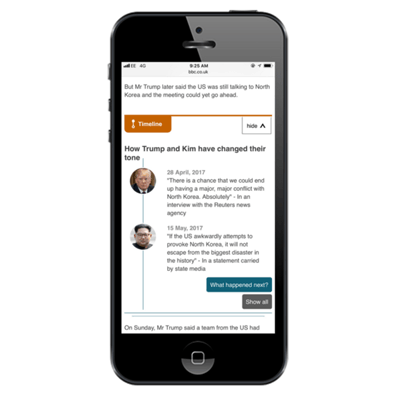 EE 4G 9:25 AM
bbc.co.uk
But Mr Trump later said the US was still talking to North
Korea and the meeting could yet go ahead.
Timeline
hide
How Trump and Kim have changed their
tone
28 April, 2017
"There is a chance that we could end
up having a major, major conflict with
North Korea. Absolutely" - In an
interview with the Reuters news
agency
15 May, 2017
"If the US awkwardly attempts to
provoke North Korea, it will not
escape from the biggest disaster in
the history" - In a statement carried
by state media
What happened next?
Show all
On Sunday, Mr Trump said a team from the US had